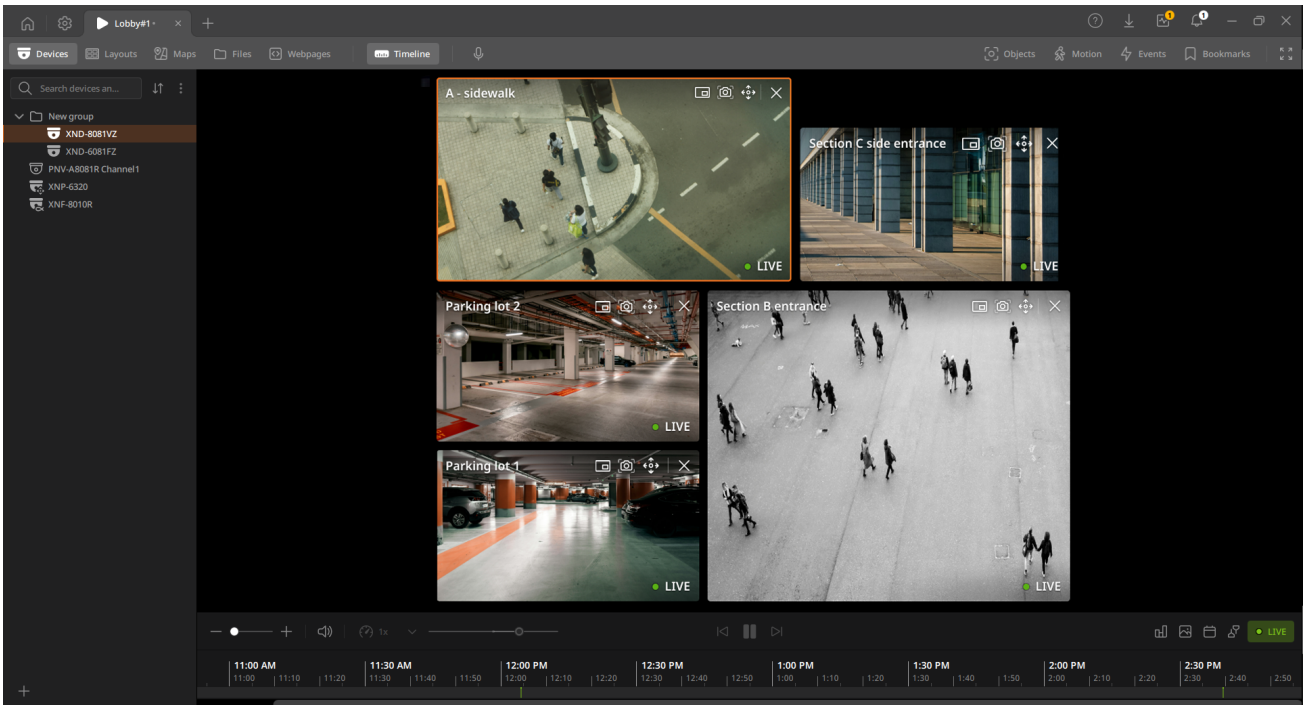 Lobby#1*
1
1
Devices Layouts Maps Files Webpages Timeline Objects Motion Events Bookmarks
Search devices an...
New group
XND-8081VZ
XND-6081FZ
PNV-A8081R Channel1
XNP-6320
XNF-8010R
A - sidewalk
LIVE
Section C side entrance
LIVE
Parking lot 2
LIVE
Section B entrance
LIVE
Parking lot 1
LIVE
1x
LIVE
11:00 AM 11:30 AM 12:00 PM 12:30 PM 1:00 PM 1:30 PM 2:00 PM 2:30 PM
11:00 11:10 11:20 11:30 11:40 11:50 12:00 12:10 12:20 12:30 12:40 12:50 1:00 1:10 1:20 1:30 1:40 1:50 2:00 2:10 2:20 2:30 2:40 2:50